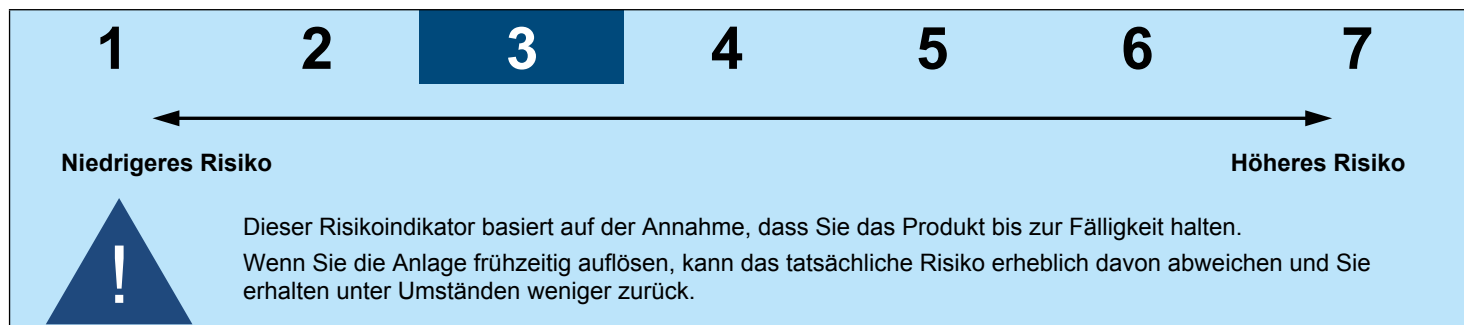 1 2 3 4 5 6 7
Niedrigeres Risiko Höheres Risiko
! Dieser Risikoindikator basiert auf der Annahme, dass Sie das Produkt bis zur Fälligkeit halten.
Wenn Sie die Anlage frühzeitig auflösen, kann das tatsächliche Risiko erheblich davon abweichen und Sie
erhalten unter Umständen weniger zurück.